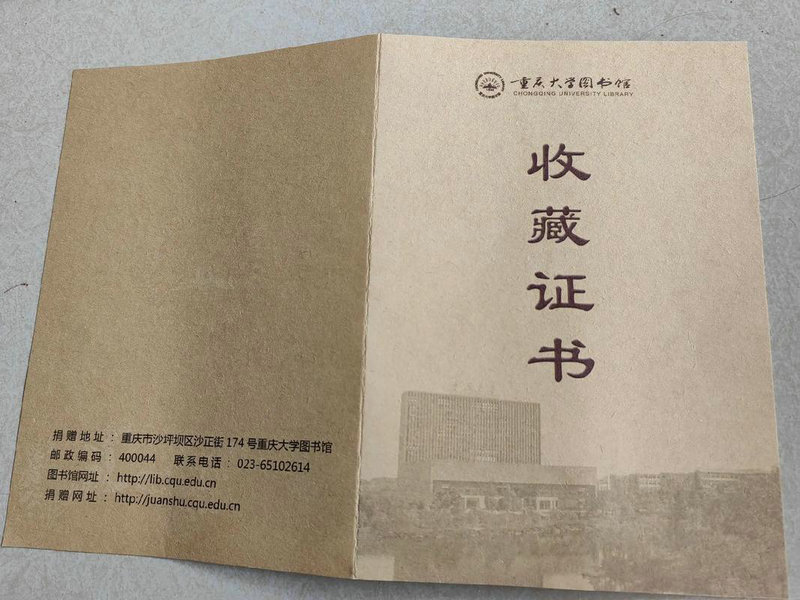 重庆大学图书馆
CHONGQING UNIVERSITY LIBRARY
收藏证书
捐赠地址：重庆市沙坪坝区沙正街 174 号重庆大学图书馆
邮政编码：400044 联系电话：023-65102614
图书馆网址：http://lib.cqu.edu.cn
捐赠网址：http://juanshu.cqu.edu.cn